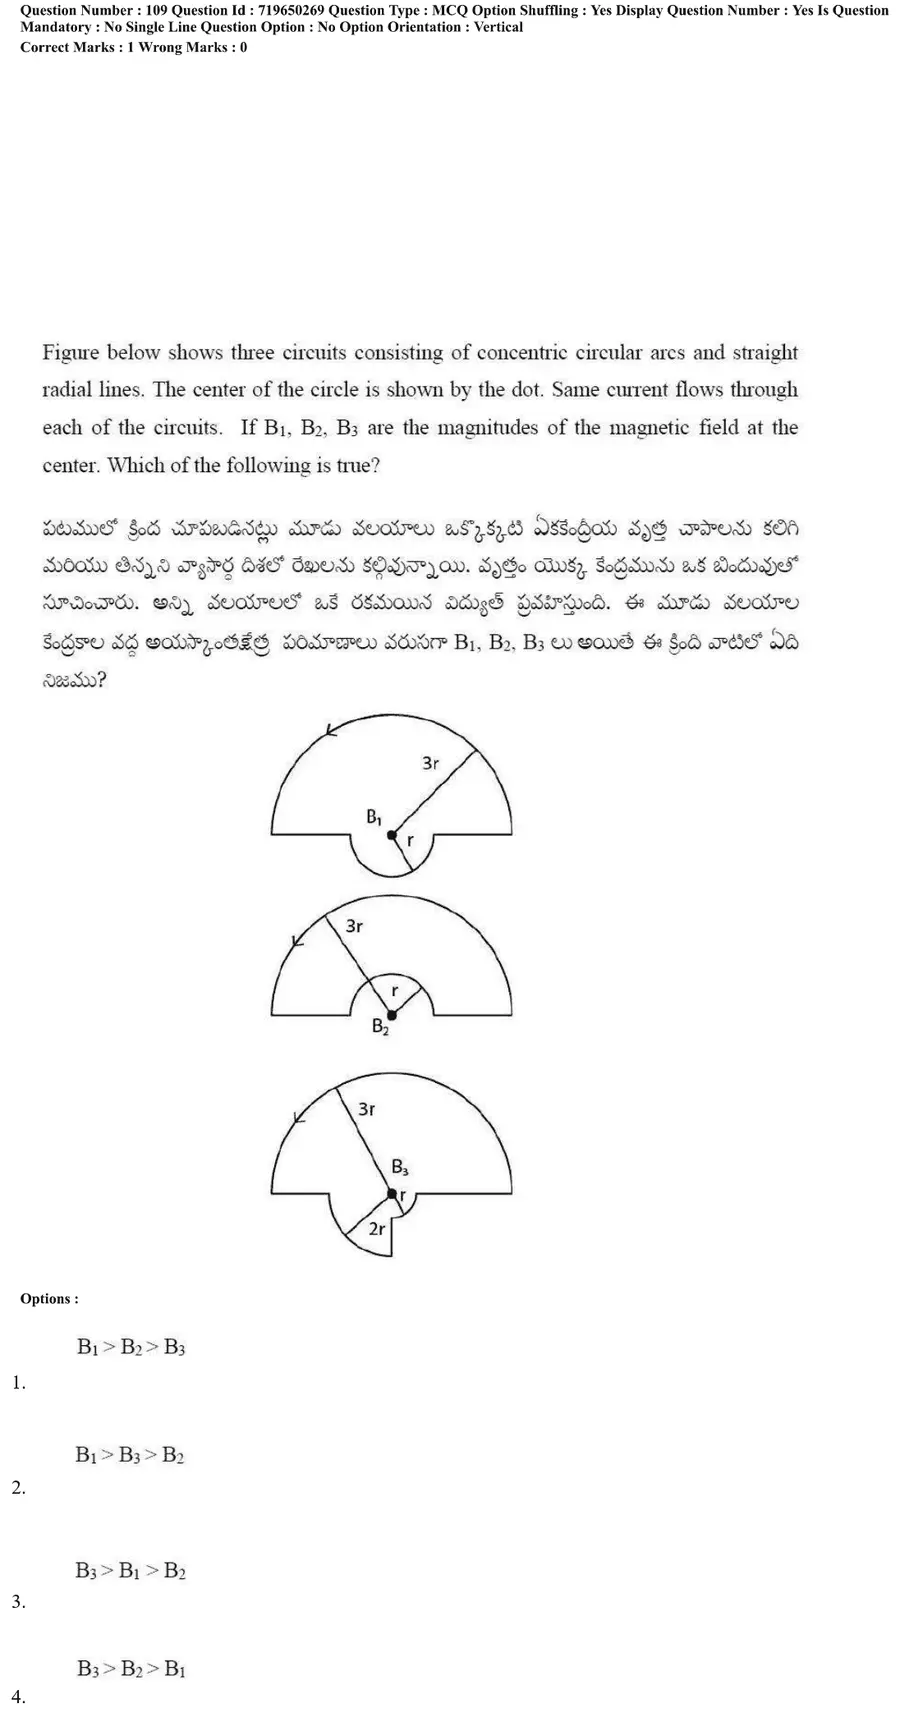 Question Number : 109 Question Id : 719650269 Question Type : MCQ Option Shuffling : Yes Display Question Number : Yes Is Question
Mandatory : No Single Line Question Option : No Option Orientation : Vertical
Correct Marks : 1 Wrong Marks : 0
Figure below shows three circuits consisting of concentric circular arcs and straight
radial lines. The center of the circle is shown by the dot. Same current flows through
each of the circuits. If B₁, B₂, B₃ are the magnitudes of the magnetic field at the
center. Which of the following is true?
పటములో క్రింద చూపబడినట్లు మూడు వలయాలు ఒక్కొక్కటి ఏకకేంద్రీయ వృత్త చాపాలను కలిగి
మరియు తిన్నని వ్యాసార్ధ దిశలో రేఖలను కల్గివున్నాయి. వృత్తం యొక్క కేంద్రమును ఒక బిందువుతో
సూచించారు. అన్ని వలయాలలో ఒకే రకమయిన విద్యుత్ ప్రవహిస్తుంది. ఈ మూడు వలయాల
కేంద్రకాల వద్ద అయస్కాంతక్షేత్ర పరిమాణాలు వరుసగా B₁, B₂, B₃ లు అయితే ఈ క్రింది వాటిలో ఏది
నిజము?
3r
B₁
r
3r
r
B₂
3r
B₃
r
2r
Options :
B₁ > B₂ > B₃
1.
B₁ > B₃ > B₂
2.
B₃ > B₁ > B₂
3.
B₃ > B₂ > B₁
4.